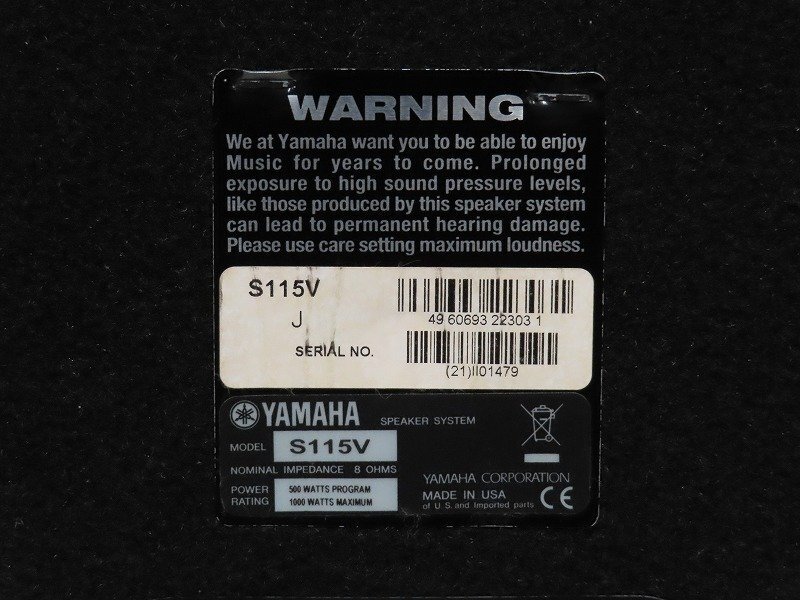 WARNING
We at Yamaha want you to be able to enjoy
Music for years to come. Prolonged
exposure to high sound pressure levels,
like those produced by this speaker system
can lead to permanent hearing damage.
Please use care setting maximum loudness.
S115V
J
49 60693 22303 1
SERIAL NO.
(21)II01479
YAMAHA SPEAKER SYSTEM
MODEL S115V
NOMINAL IMPEDANCE 8 OHMS
POWER RATING
500 WATTS PROGRAM
1000 WATTS MAXIMUM
YAMAHA CORPORATION
MADE IN USA
of U.S. and Imported parts
CE